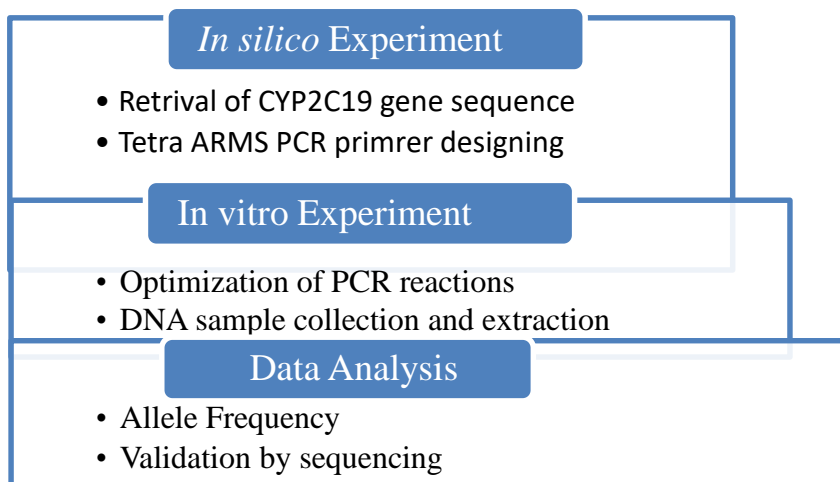 In silico Experiment
• Retrival of CYP2C19 gene sequence
• Tetra ARMS PCR primrer designing
In vitro Experiment
• Optimization of PCR reactions
• DNA sample collection and extraction
Data Analysis
• Allele Frequency
• Validation by sequencing